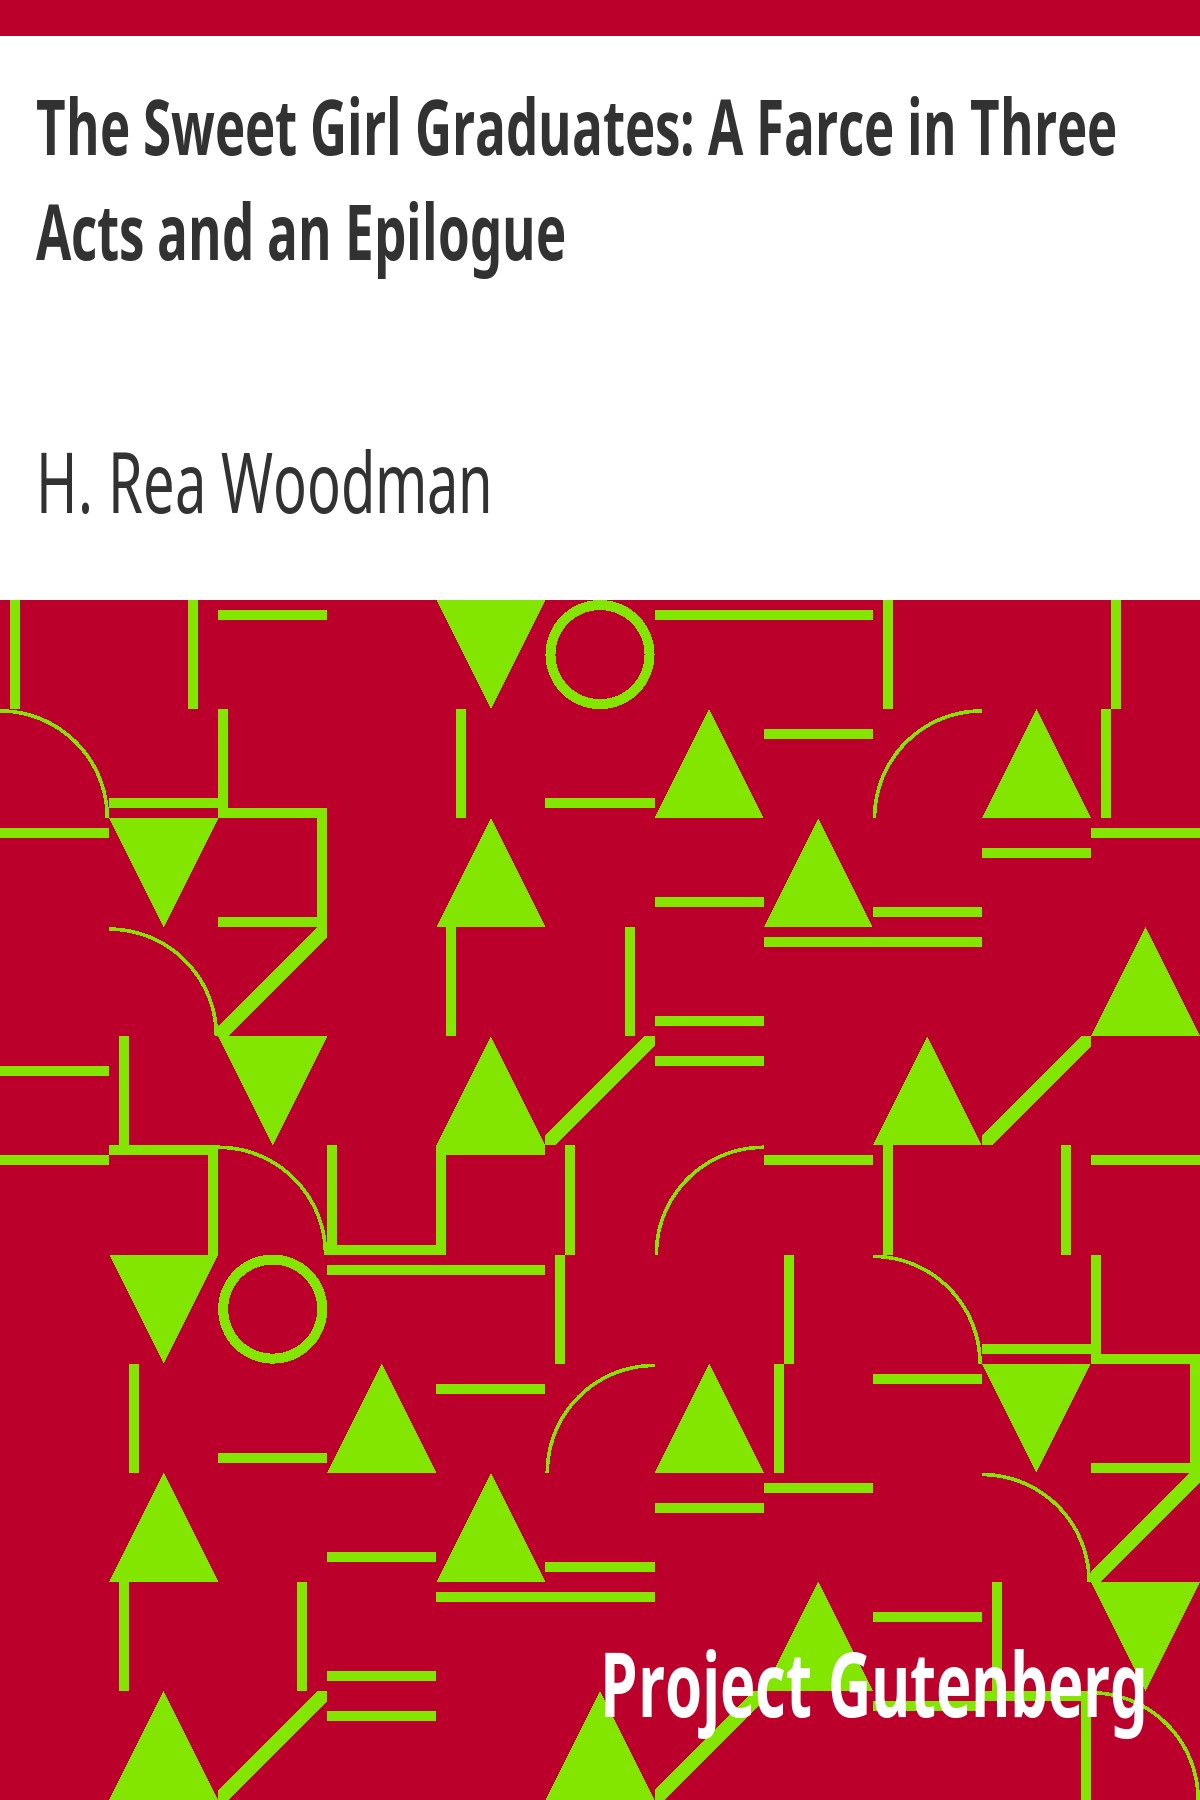 The Sweet Girl Graduates: A Farce in Three
Acts and an Epilogue
H. Rea Woodman
Project Gutenberg